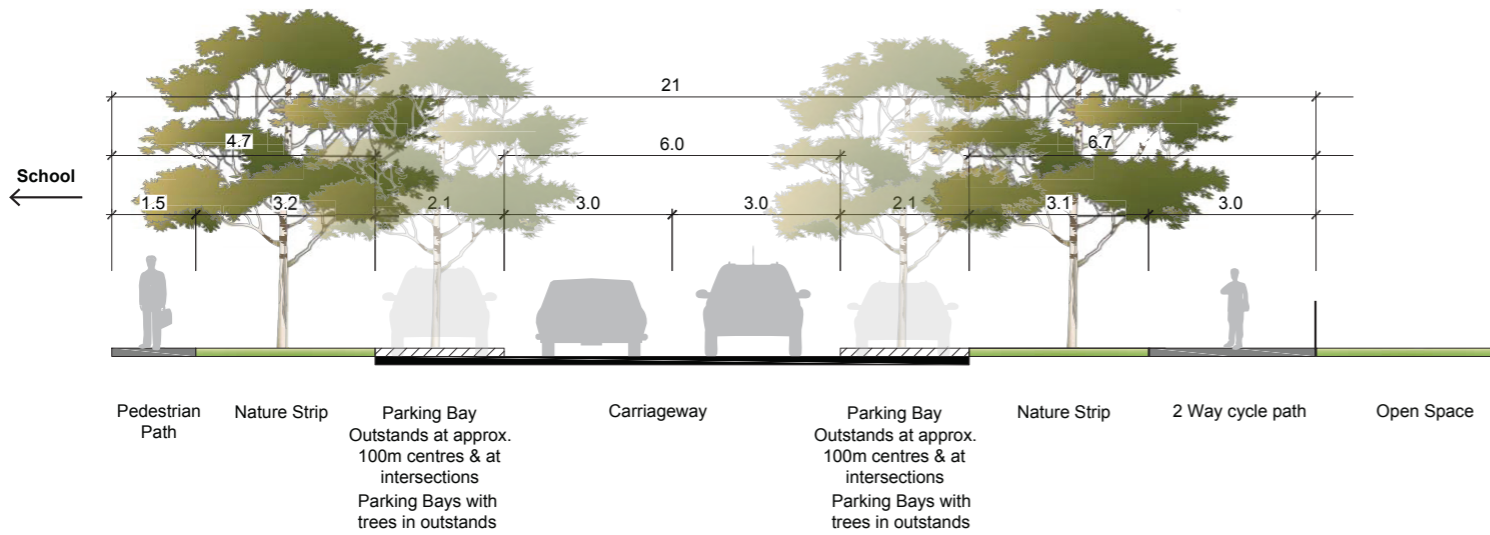 21
4.7
6.0
6.7
School
1.5
3.2
2.1
3.0
3.0
2.1
3.1
3.0
Pedestrian
Path
Nature Strip
Parking Bay
Outstands at approx.
100m centres & at
intersections
Parking Bays with
trees in outstands
Carriageway
Parking Bay
Outstands at approx.
100m centres & at
intersections
Parking Bays with
trees in outstands
Nature Strip
2 Way cycle path
Open Space